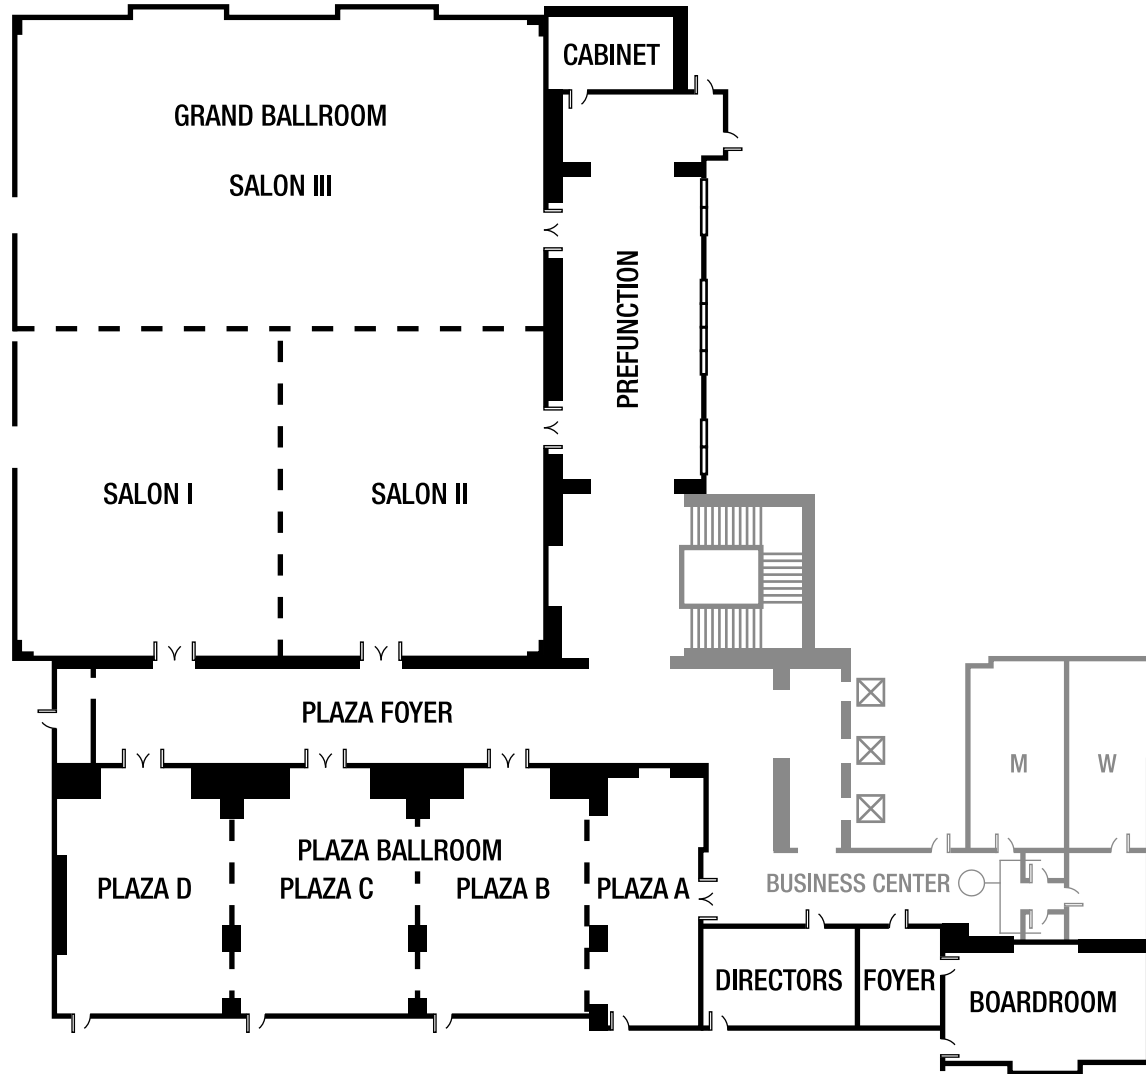 CABINET
GRAND BALLROOM
SALON III
PREFUNCTION
SALON I
SALON II
PLAZA FOYER
M
W
PLAZA BALLROOM
PLAZA D
PLAZA C
PLAZA B
PLAZA A
BUSINESS CENTER
DIRECTORS
FOYER
BOARDROOM